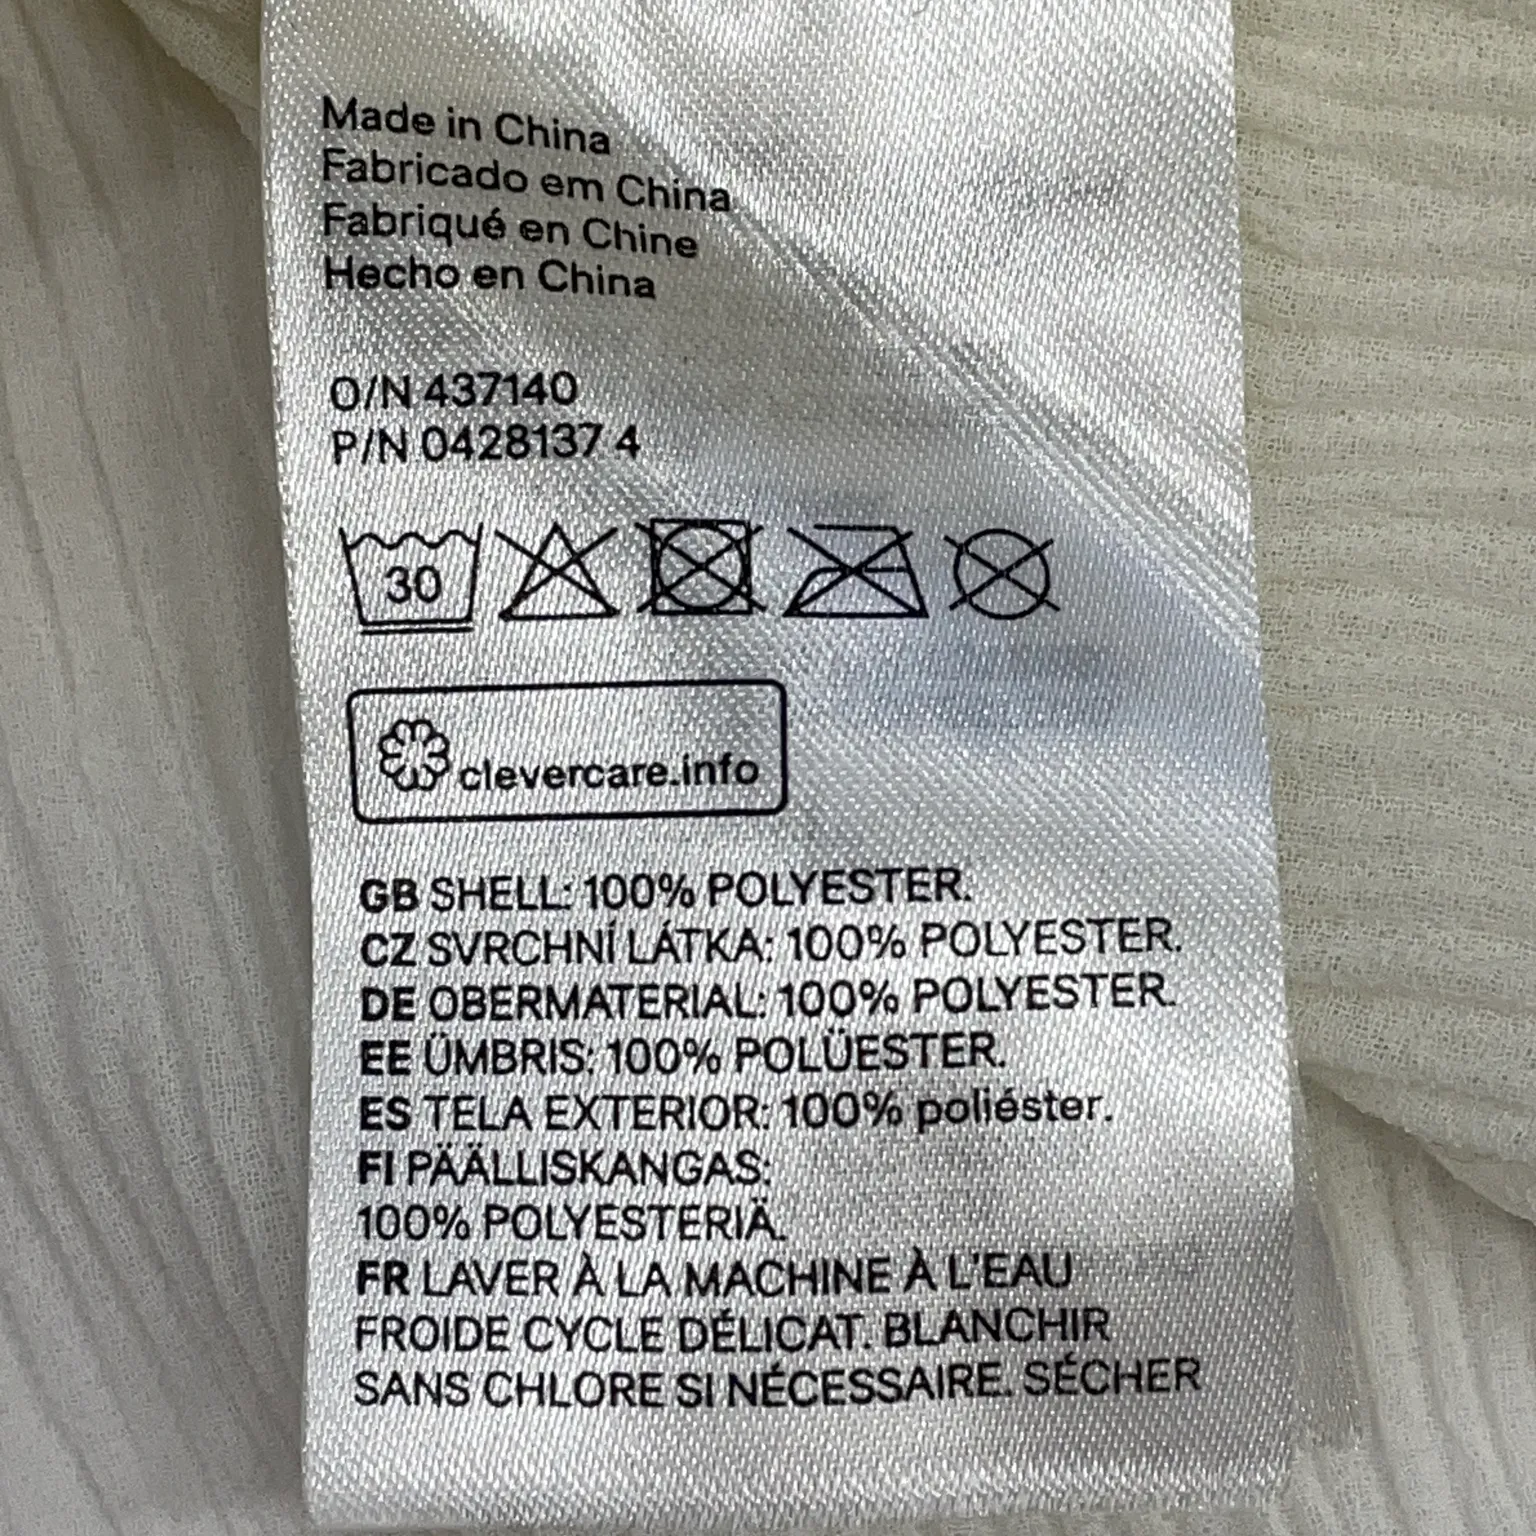 Made in China
Fabricado em China
Fabriqué en Chine
Hecho en China
O/N 437140
P/N 0428137 4
30
clevercare.info
GB SHELL: 100% POLYESTER.
CZ SVRCHNÍ LÁTKA: 100% POLYESTER.
DE OBERMATERIAL: 100% POLYESTER.
EE ÜMBRIS: 100% POLÜESTER.
ES TELA EXTERIOR: 100% poliéster.
FI PÄÄLLISKANGAS:
100% POLYESTERIÄ.
FR LAVER À LA MACHINE À L'EAU
FROIDE CYCLE DÉLICAT. BLANCHIR
SANS CHLORE SI NÉCESSAIRE. SÉCHER